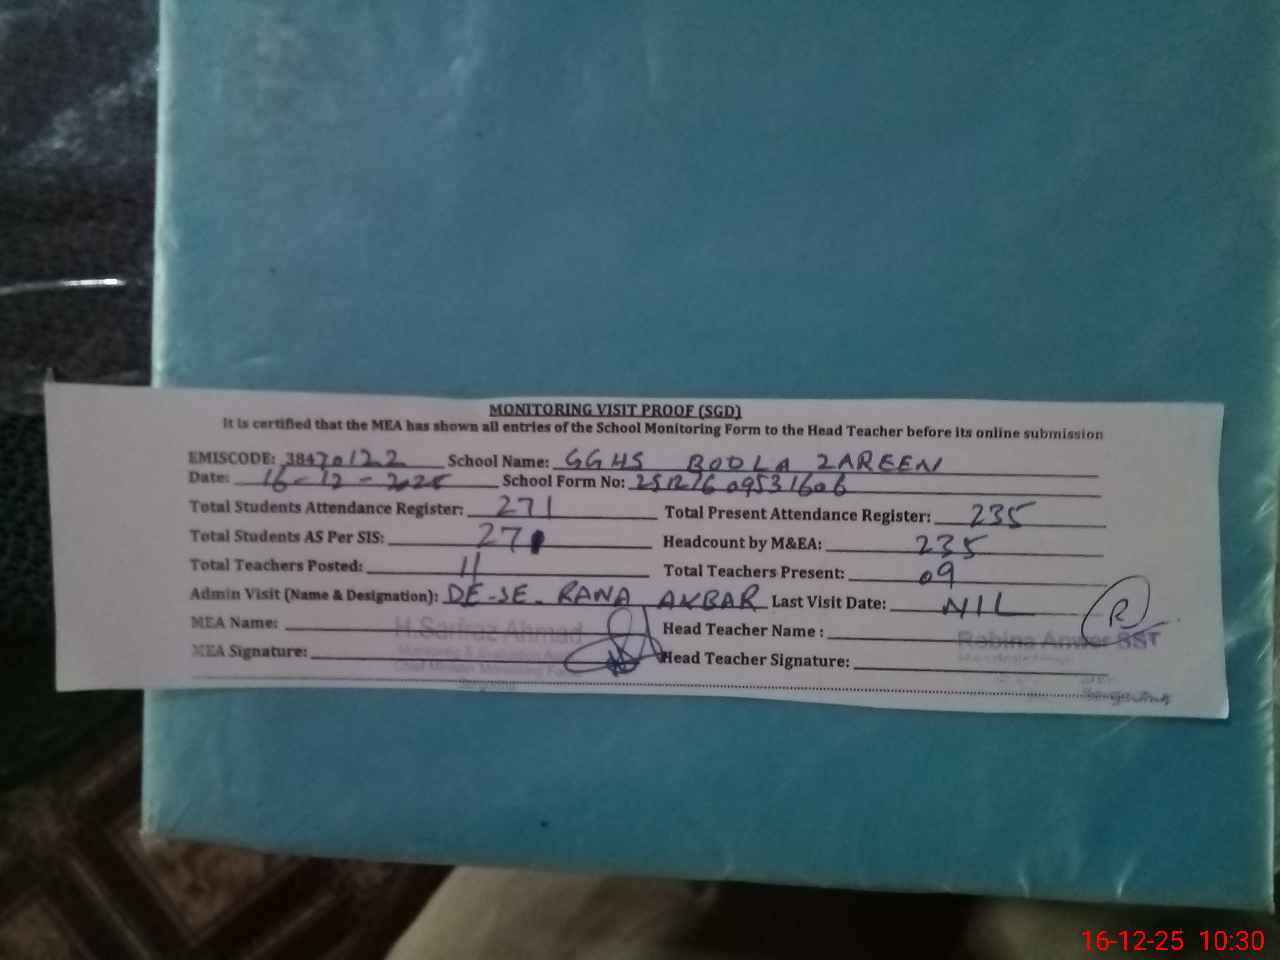 MONITORING VISIT PROOF (SGD)
It is certified that the MEA has shown all entries of the School Monitoring Form to the Head Teacher before its online submission
EMISCODE: 38470122 School Name: GGHS BOOLA ZAREEN
Date: 16-12-2025 School Form No: 25121609531606
Total Students Attendance Register: 271 Total Present Attendance Register: 235
Total Students AS Per SIS: 271 Headcount by M&EA: 235
Total Teachers Posted: 11 Total Teachers Present: 09
Admin Visit (Name & Designation): DE-SE. RANA AKBAR Last Visit Date: NIL
MEA Name: H.Sarfraz Ahmad Head Teacher Name : Robina Anwer SST
MEA Signature: Head Teacher Signature:
16-12-25 10:30